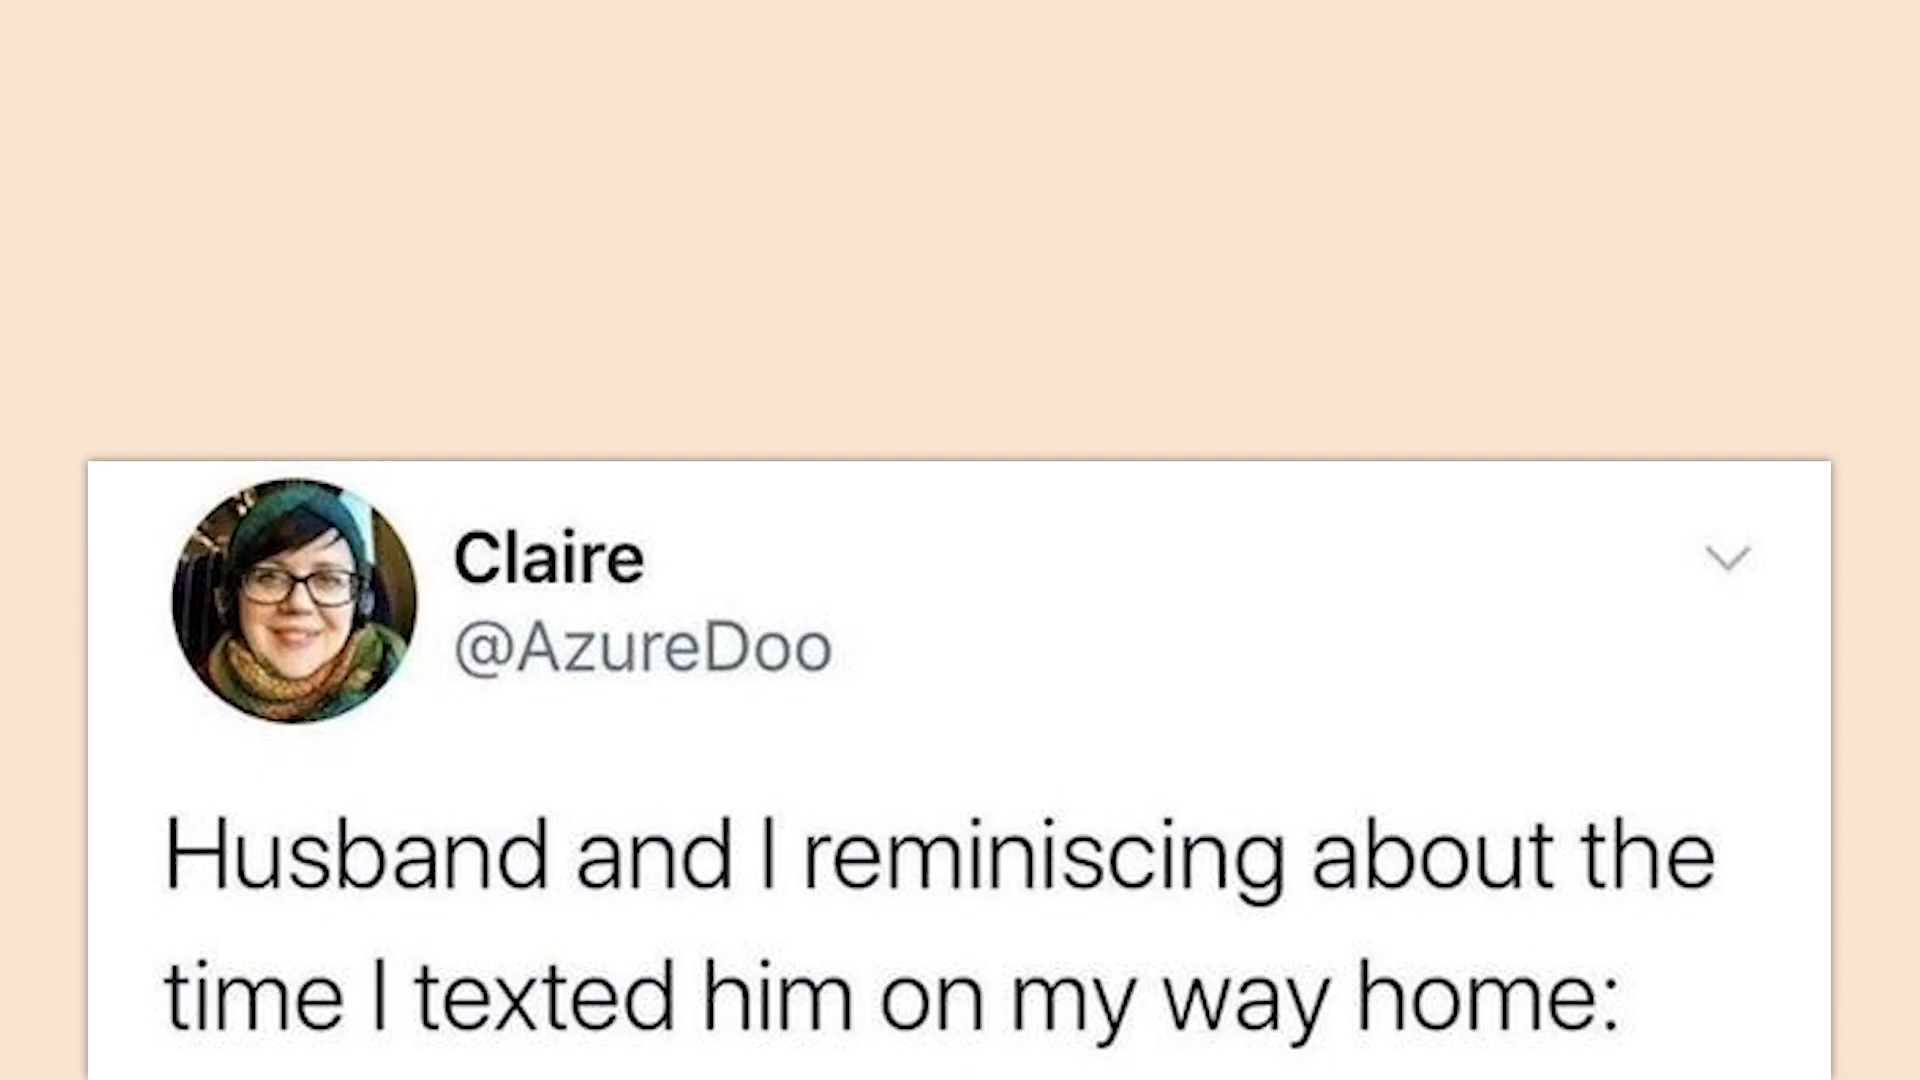 Claire
@AzureDoo
Husband and I reminiscing about the
time I texted him on my way home: